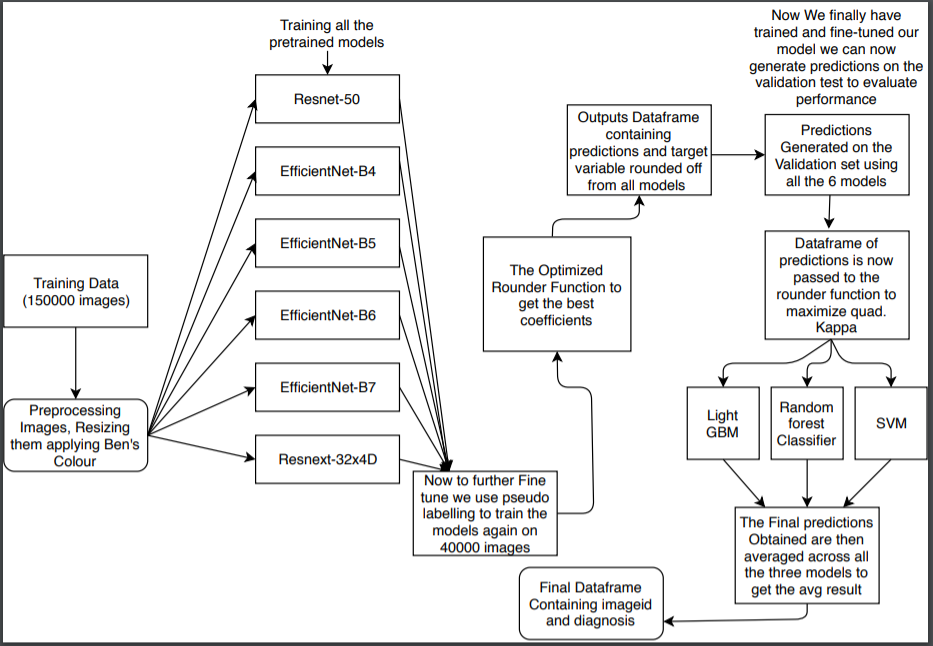 Training all the
pretrained models
Resnet-50
EfficientNet-B4
EfficientNet-B5
EfficientNet-B6
EfficientNet-B7
Resnext-32x4D
Training Data
(150000 images)
Preprocessing
Images, Resizing
them applying Ben's
Colour
Now to further Fine
tune we use pseudo
labelling to train the
models again on
40000 images
The Optimized
Rounder Function to
get the best
coefficients
Outputs Dataframe
containing
predictions and target
variable rounded off
from all models
Now We finally have
trained and fine-tuned our
model we can now
generate predictions on the
validation test to evaluate
performance
Predictions
Generated on the
Validation set using
all the 6 models
Dataframe of
predictions is now
passed to the
rounder function to
maximize quad.
Kappa
Light
GBM
Random
forest
Classifier
SVM
The Final predictions
Obtained are then
averaged across all
the three models to
get the avg result
Final Dataframe
Containing imageid
and diagnosis